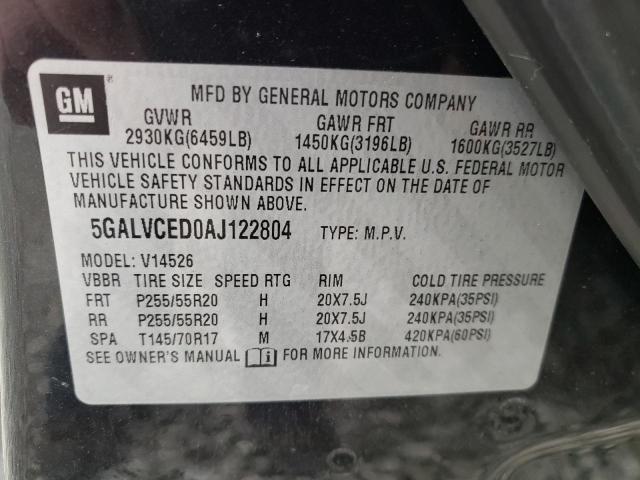 GM ®
MFD BY GENERAL MOTORS COMPANY
GVWR GAWR FRT GAWR RR
2930KG(6459LB) 1450KG(3196LB) 1600KG(3527LB)
THIS VEHICLE CONFORMS TO ALL APPLICABLE U.S. FEDERAL MOTOR
VEHICLE SAFETY STANDARDS IN EFFECT ON THE DATE OF
MANUFACTURE SHOWN ABOVE.
5GALVCED0AJ122804 TYPE: M.P.V.
MODEL: V14526
VBBR TIRE SIZE SPEED RTG RIM COLD TIRE PRESSURE
FRT P255/55R20 H 20X7.5J 240KPA(35PSI)
RR P255/55R20 H 20X7.5J 240KPA(35PSI)
SPA T145/70R17 M 17X4.5B 420KPA(60PSI)
SEE OWNER'S MANUAL i FOR MORE INFORMATION.